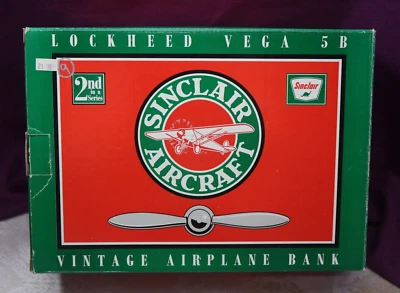 LOCKHEED VEGA 5B
2nd
in a
Series
SINCLAIR
AIRCRAFT
Sinclair
VINTAGE AIRPLANE BANK